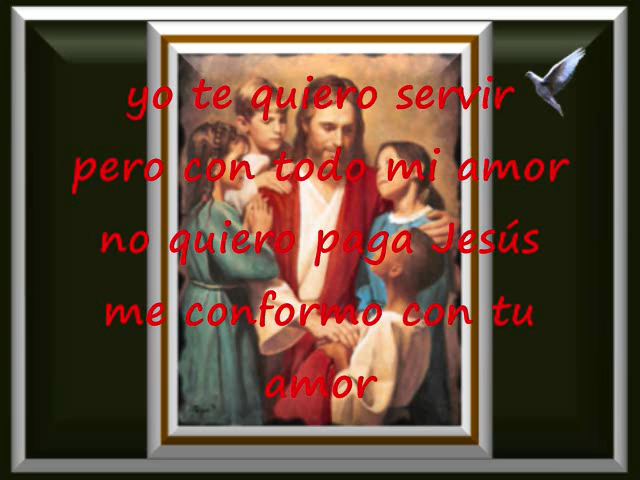 yo te quiero servir
pero con todo mi amor
no quiero paga Jesús
me conformo con tu
amor